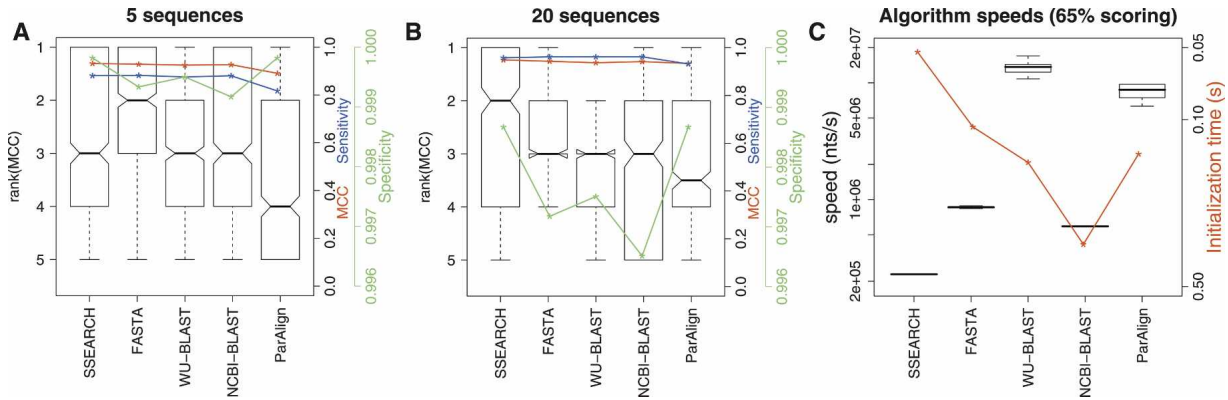 A
5 sequences
rank(MCC)
1
2
3
4
5
1.0
0.8
0.6
0.4
0.2
0.0
MCC
Sensitivity
1.000
0.999
0.998
0.997
0.996
Specificity
SSEARCH
FASTA
WU−BLAST
NCBI−BLAST
ParAlign
B
20 sequences
rank(MCC)
1
2
3
4
5
1.0
0.8
0.6
0.4
0.2
0.0
MCC
Sensitivity
1.000
0.999
0.998
0.997
0.996
Specificity
SSEARCH
FASTA
WU−BLAST
NCBI−BLAST
ParAlign
C
Algorithm speeds (65% scoring)
speed (nts/s)
2e+07
5e+06
1e+06
2e+05
0.05
0.10
0.50
Initialization time (s)
SSEARCH
FASTA
WU−BLAST
NCBI−BLAST
ParAlign